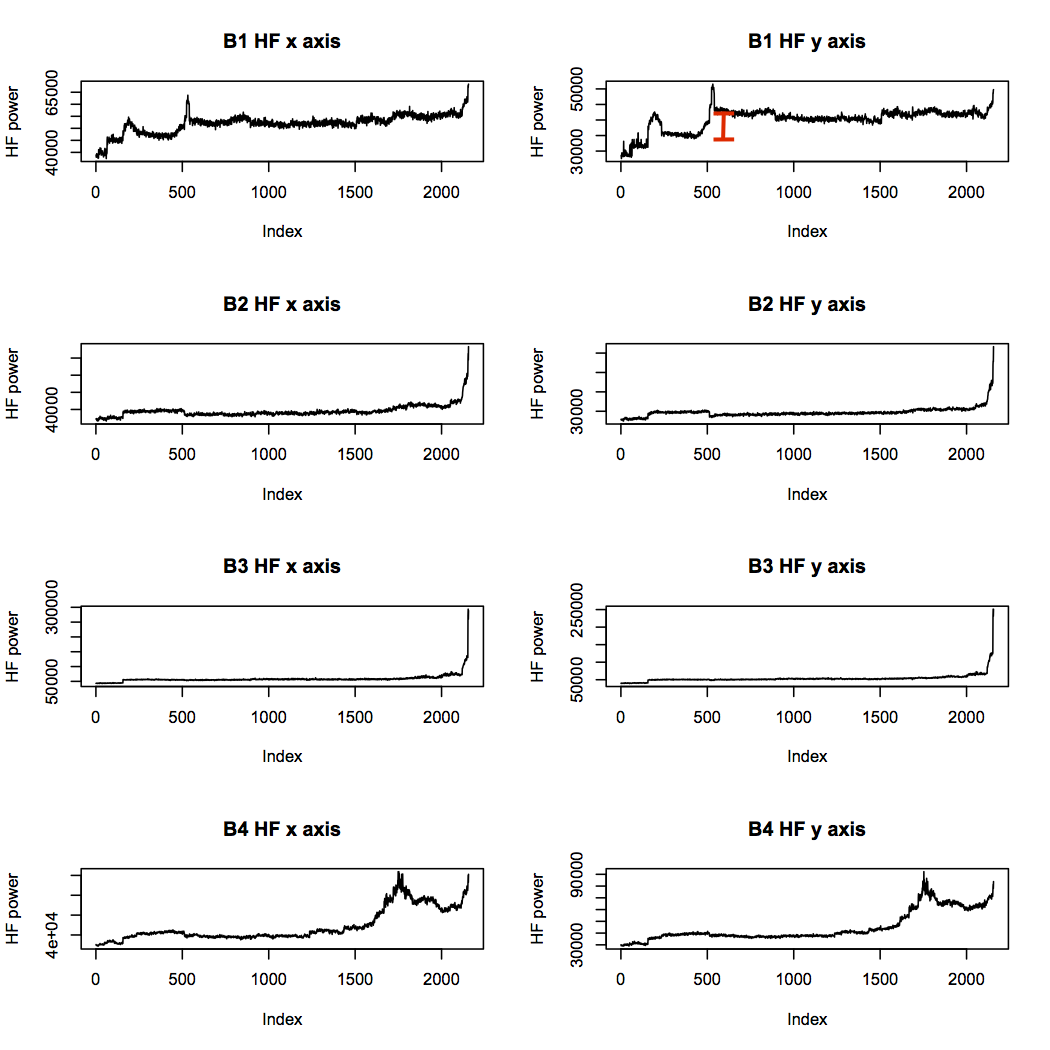 B1 HF x axis
HF power
40000 65000
0 500 1000 1500 2000
Index
B1 HF y axis
HF power
30000 50000
0 500 1000 1500 2000
Index
B2 HF x axis
HF power
40000
0 500 1000 1500 2000
Index
B2 HF y axis
HF power
30000
0 500 1000 1500 2000
Index
B3 HF x axis
HF power
50000 300000
0 500 1000 1500 2000
Index
B3 HF y axis
HF power
50000 250000
0 500 1000 1500 2000
Index
B4 HF x axis
HF power
4e+04
0 500 1000 1500 2000
Index
B4 HF y axis
HF power
30000 90000
0 500 1000 1500 2000
Index